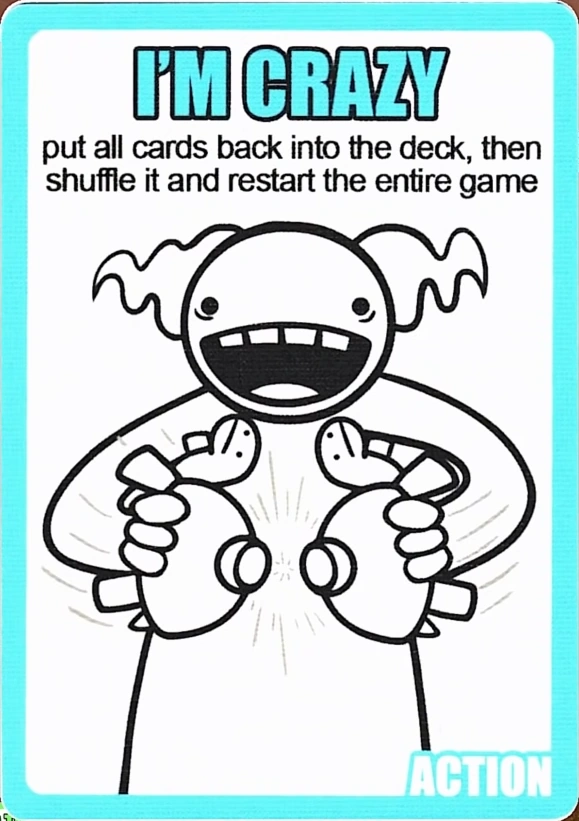 I'M CRAZY
put all cards back into the deck, then
shuffle it and restart the entire game
ACTION